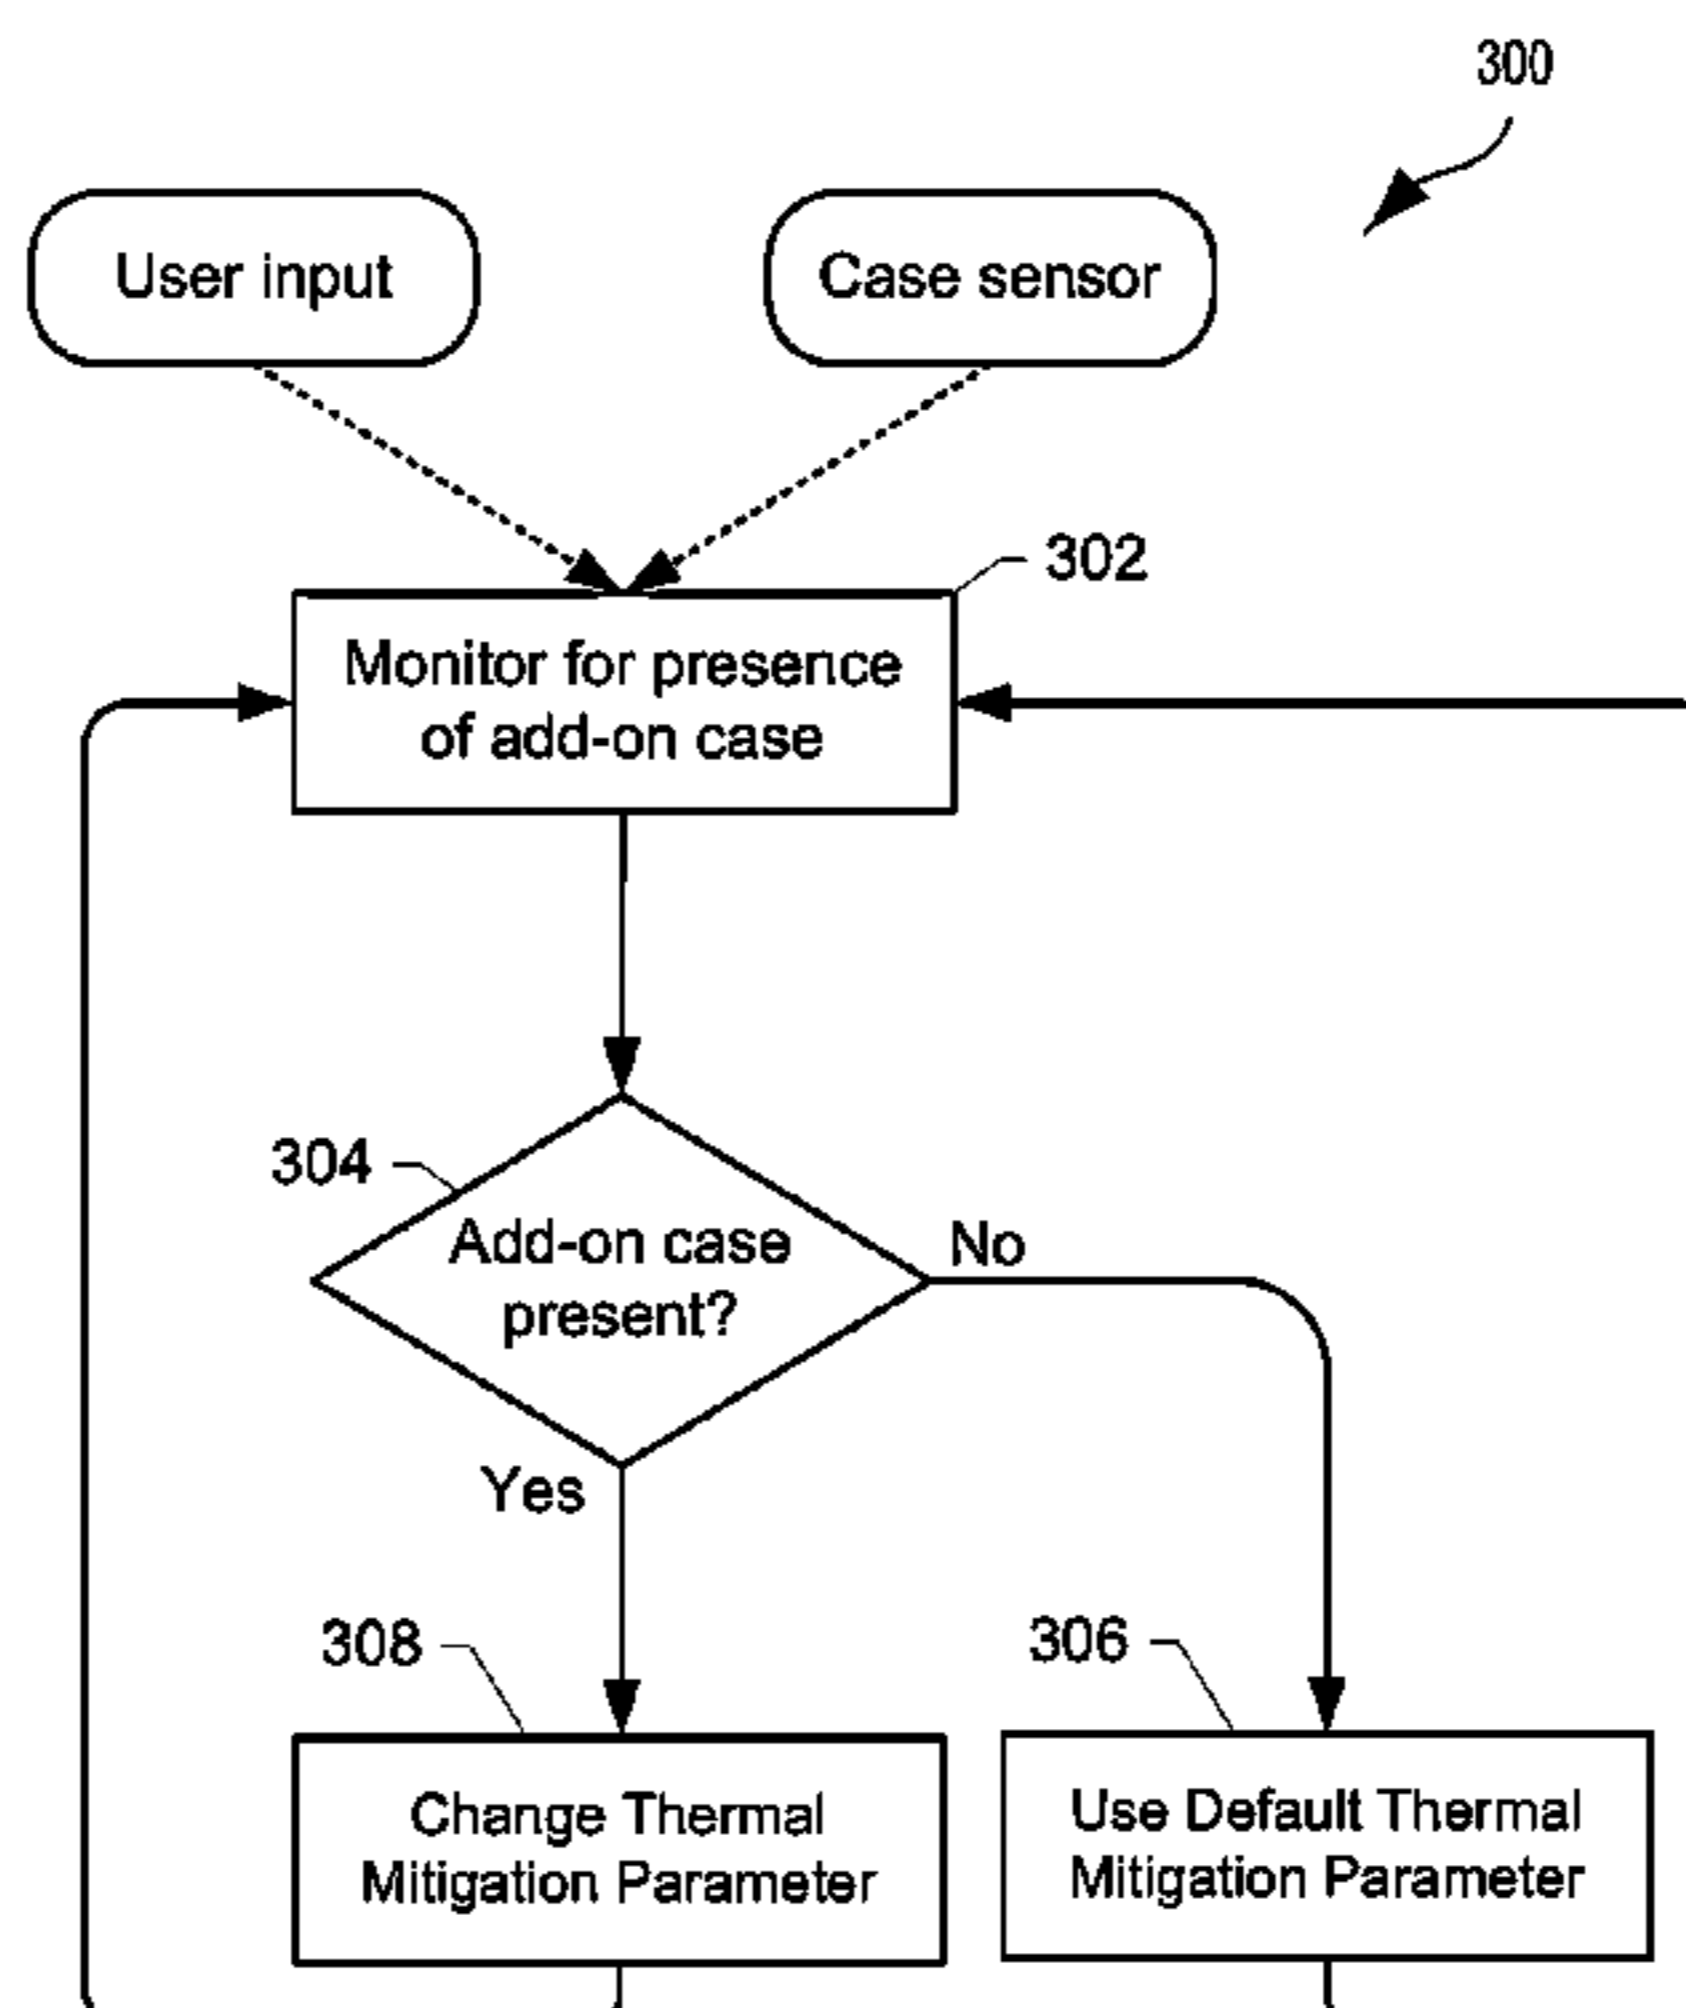 300
User input
Case sensor
302
Monitor for presence
of add-on case
304
Add-on case
present?
No
Yes
308
306
Change Thermal
Mitigation Parameter
Use Default Thermal
Mitigation Parameter